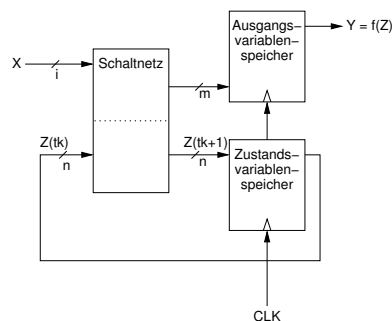 Ausgangs-
variablen-
speicher
Y = f(Z)
X
i
Schaltnetz
m
Z(tk)
n
Z(tk+1)
n
Zustands-
variablen-
speicher
CLK